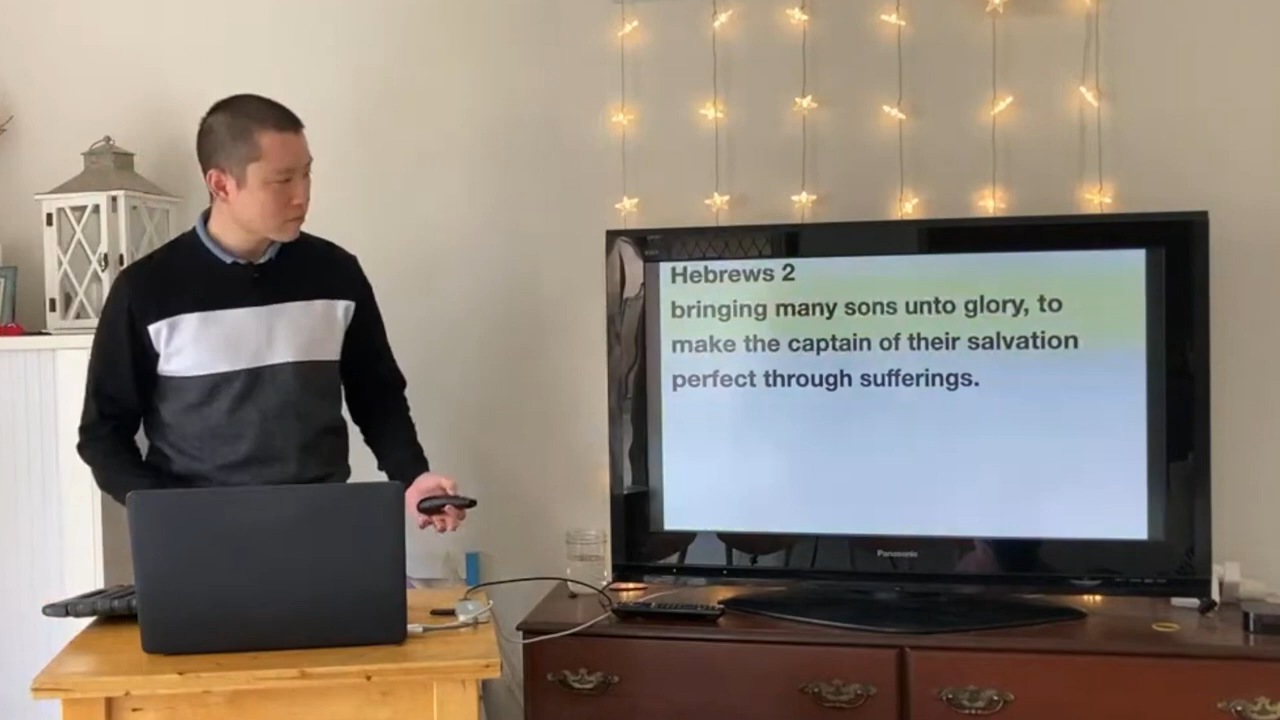 Hebrews 2
bringing many sons unto glory, to
make the captain of their salvation
perfect through sufferings.
Panasonic